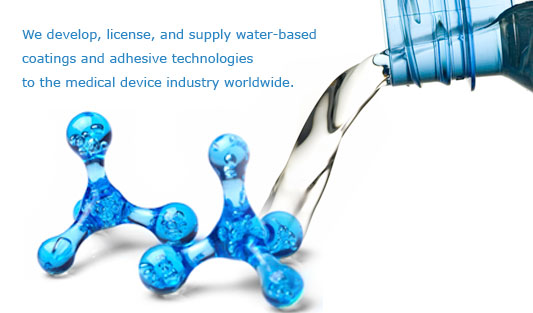 We develop, license, and supply water-based
coatings and adhesive technologies
to the medical device industry worldwide.